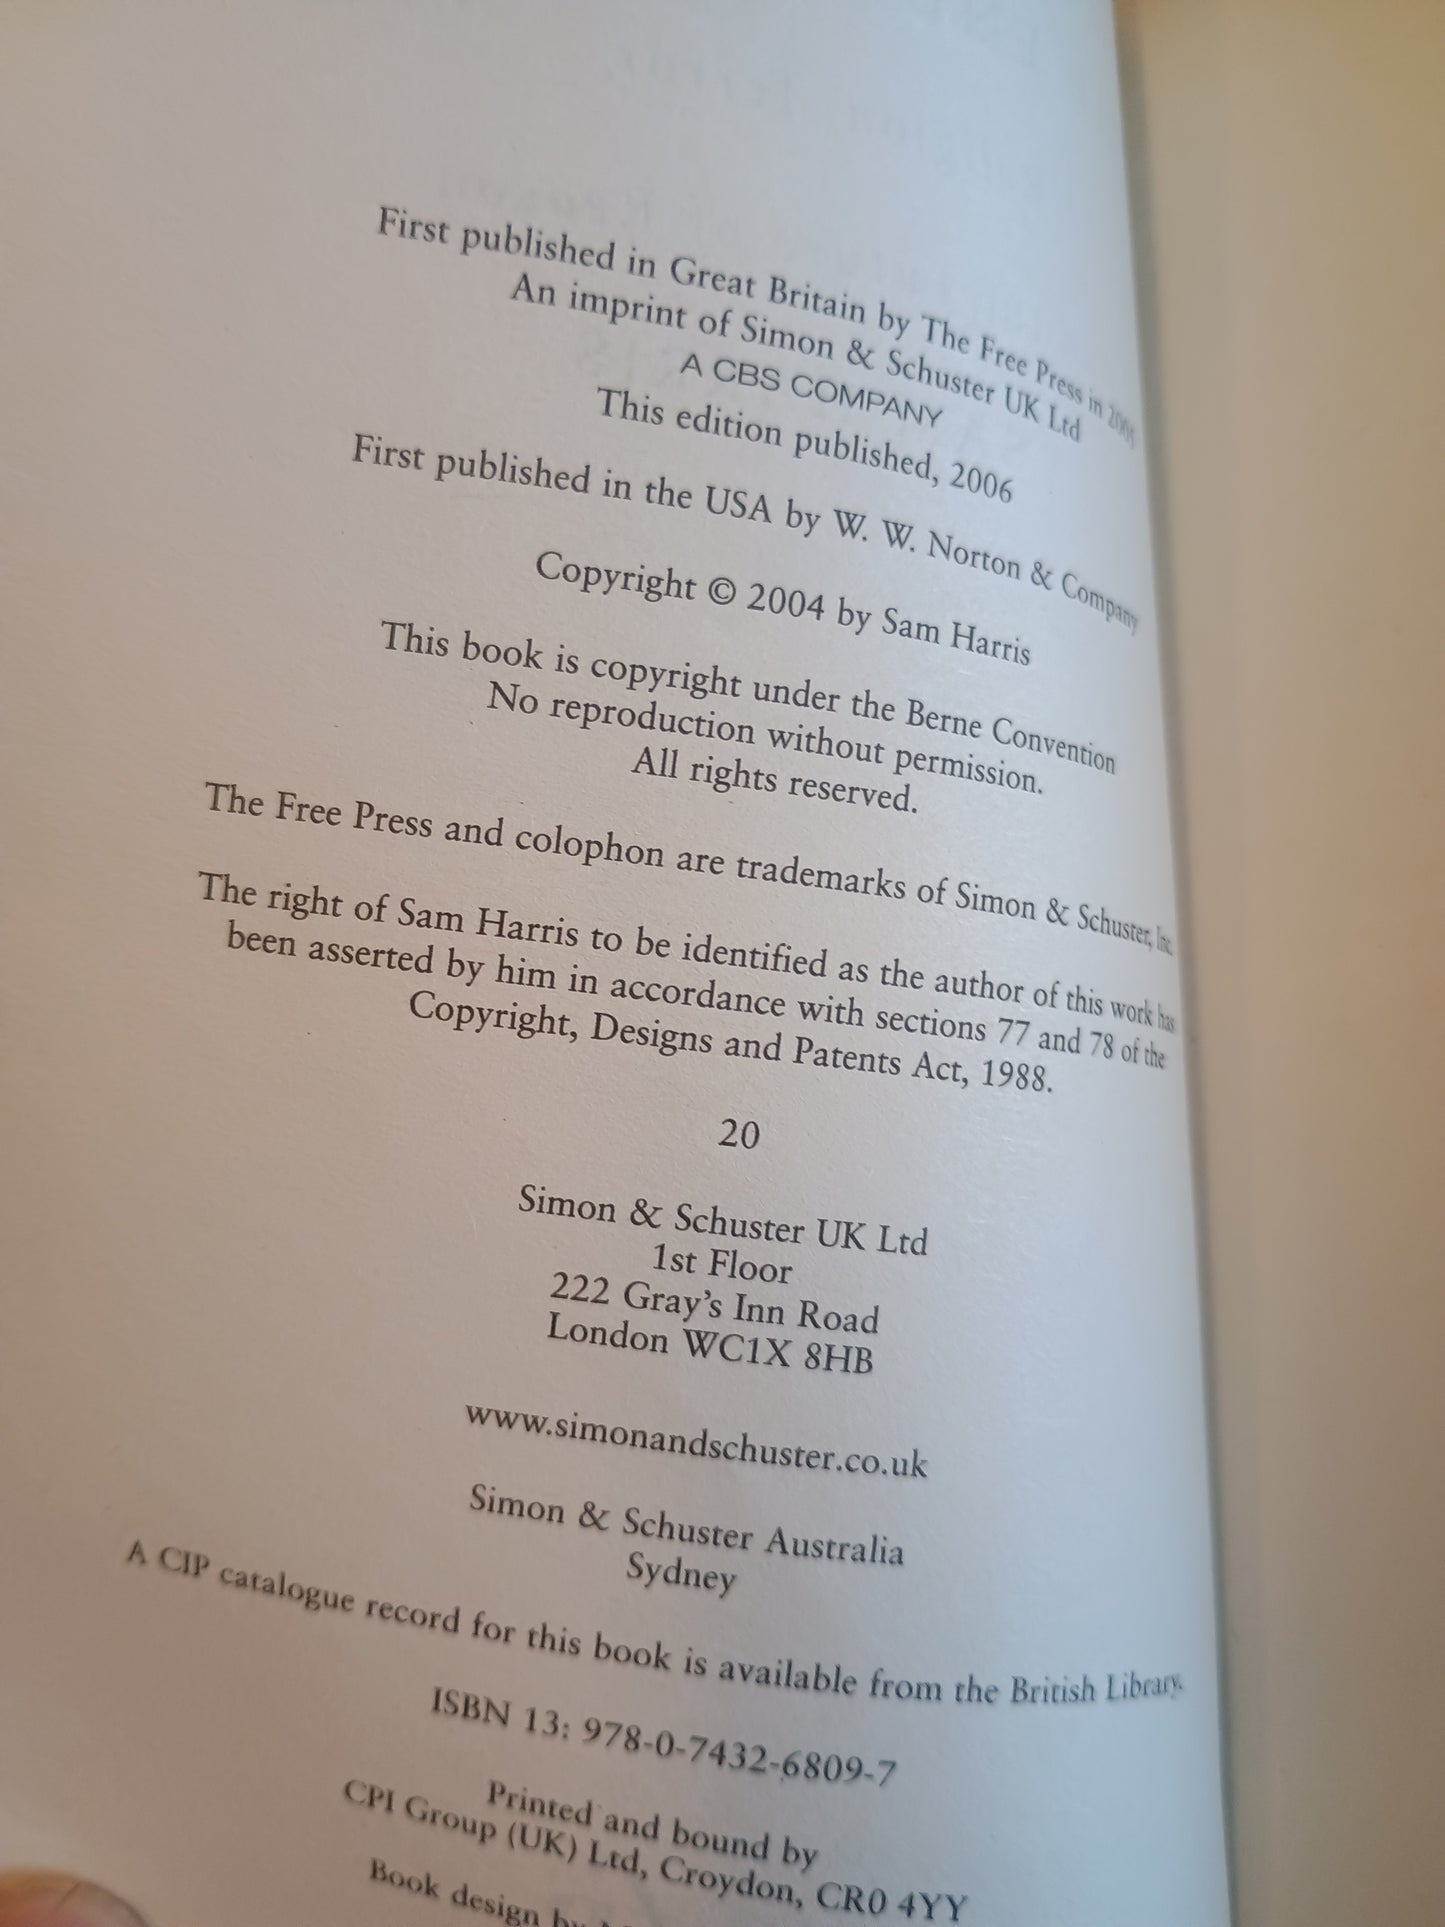 First published in Great Britain by The Free Press in
An imprint of Simon & Schuster UK Ltd
A CBS COMPANY
This edition published, 2006
First published in the USA by W. W. Norton & Company
Copyright © 2004 by Sam Harris
This book is copyright under the Berne Convention
No reproduction without permission.
All rights reserved.
The Free Press and colophon are trademarks of Simon & Schuster, Inc.
The right of Sam Harris to be identified as the author of this work has
been asserted by him in accordance with sections 77 and 78 of the
Copyright, Designs and Patents Act, 1988.
20
Simon & Schuster UK Ltd
1st Floor
222 Gray's Inn Road
London WC1X 8HB
www.simonandschuster.co.uk
Simon & Schuster Australia
Sydney
A CIP catalogue record for this book is available from the British Library.
ISBN 13: 978-0-7432-6809-7
Printed and bound by
CPI Group (UK) Ltd, Croydon, CR0 4YY
Book design by